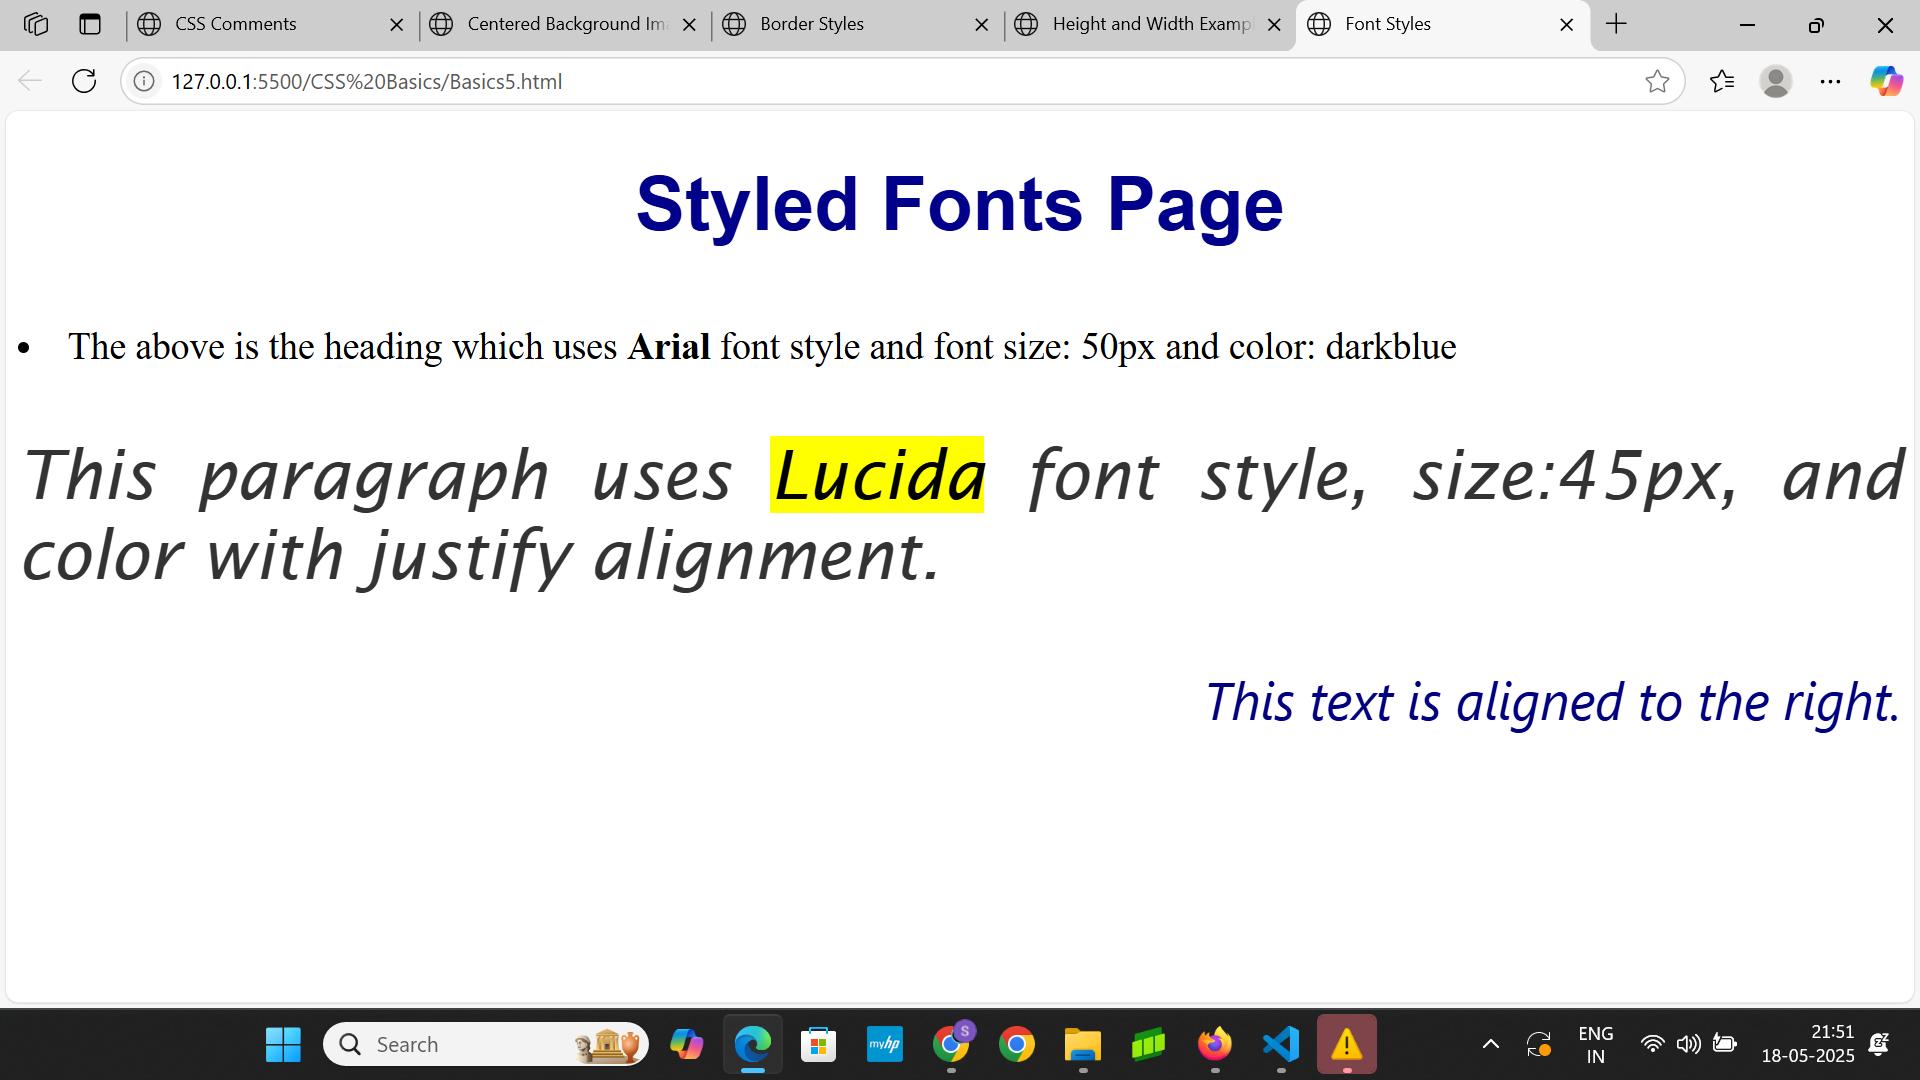 CSS Comments
Centered Background Ima
Border Styles
Height and Width Exampl
Font Styles
127.0.0.1:5500/CSS%20Basics/Basics5.html
Styled Fonts Page
• The above is the heading which uses Arial font style and font size: 50px and color: darkblue
This paragraph uses Lucida font style, size:45px, and
color with justify alignment.
This text is aligned to the right.
Search
myhp
S
ENG
IN
21:51
18-05-2025